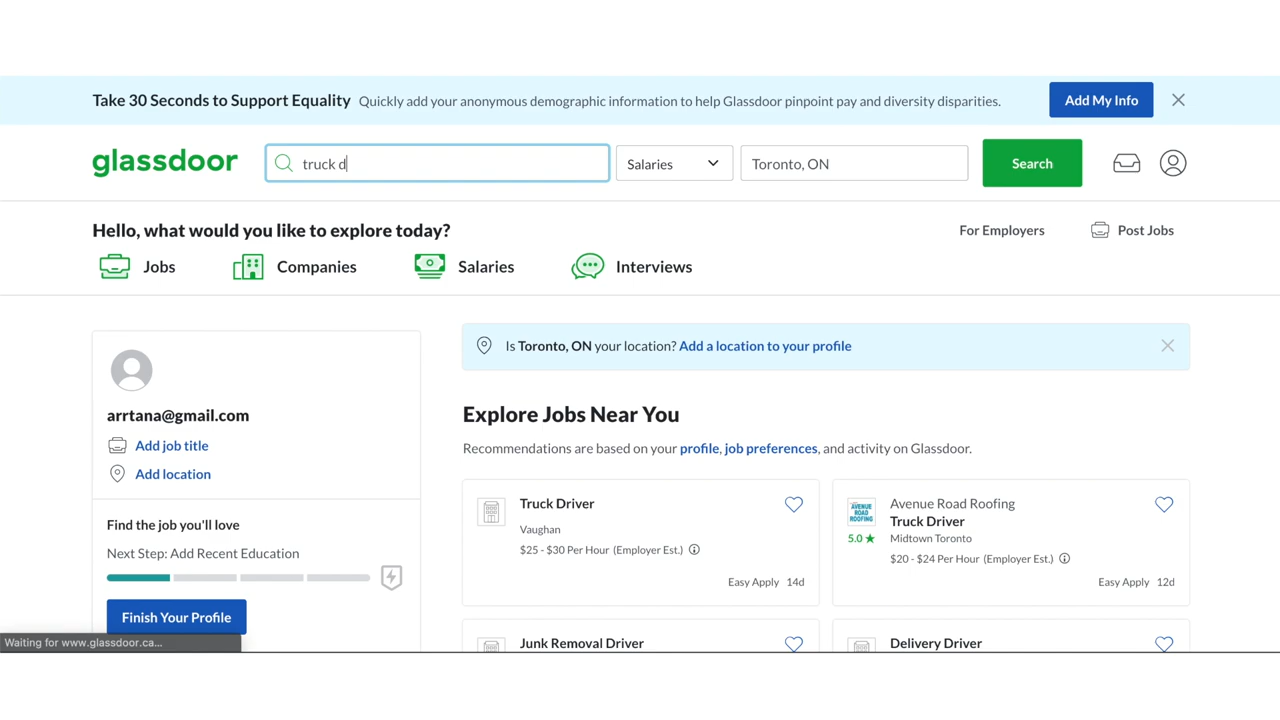 Take 30 Seconds to Support Equality Quickly add your anonymous demographic information to help Glassdoor pinpoint pay and diversity disparities. Add My Info
glassdoor truck d Salaries Toronto, ON Search
Hello, what would you like to explore today? For Employers Post Jobs
Jobs Companies Salaries Interviews
Is Toronto, ON your location? Add a location to your profile
arrtana@gmail.com
Add job title
Add location
Find the job you'll love
Next Step: Add Recent Education
Finish Your Profile
Explore Jobs Near You
Recommendations are based on your profile, job preferences, and activity on Glassdoor.
Truck Driver
Vaughan
$25 - $30 Per Hour (Employer Est.)
Easy Apply 14d
AVENUE
ROAD
ROOFING
5.0 ★
Avenue Road Roofing
Truck Driver
Midtown Toronto
$20 - $24 Per Hour (Employer Est.)
Easy Apply 12d
Junk Removal Driver
Delivery Driver
Waiting for www.glassdoor.ca...